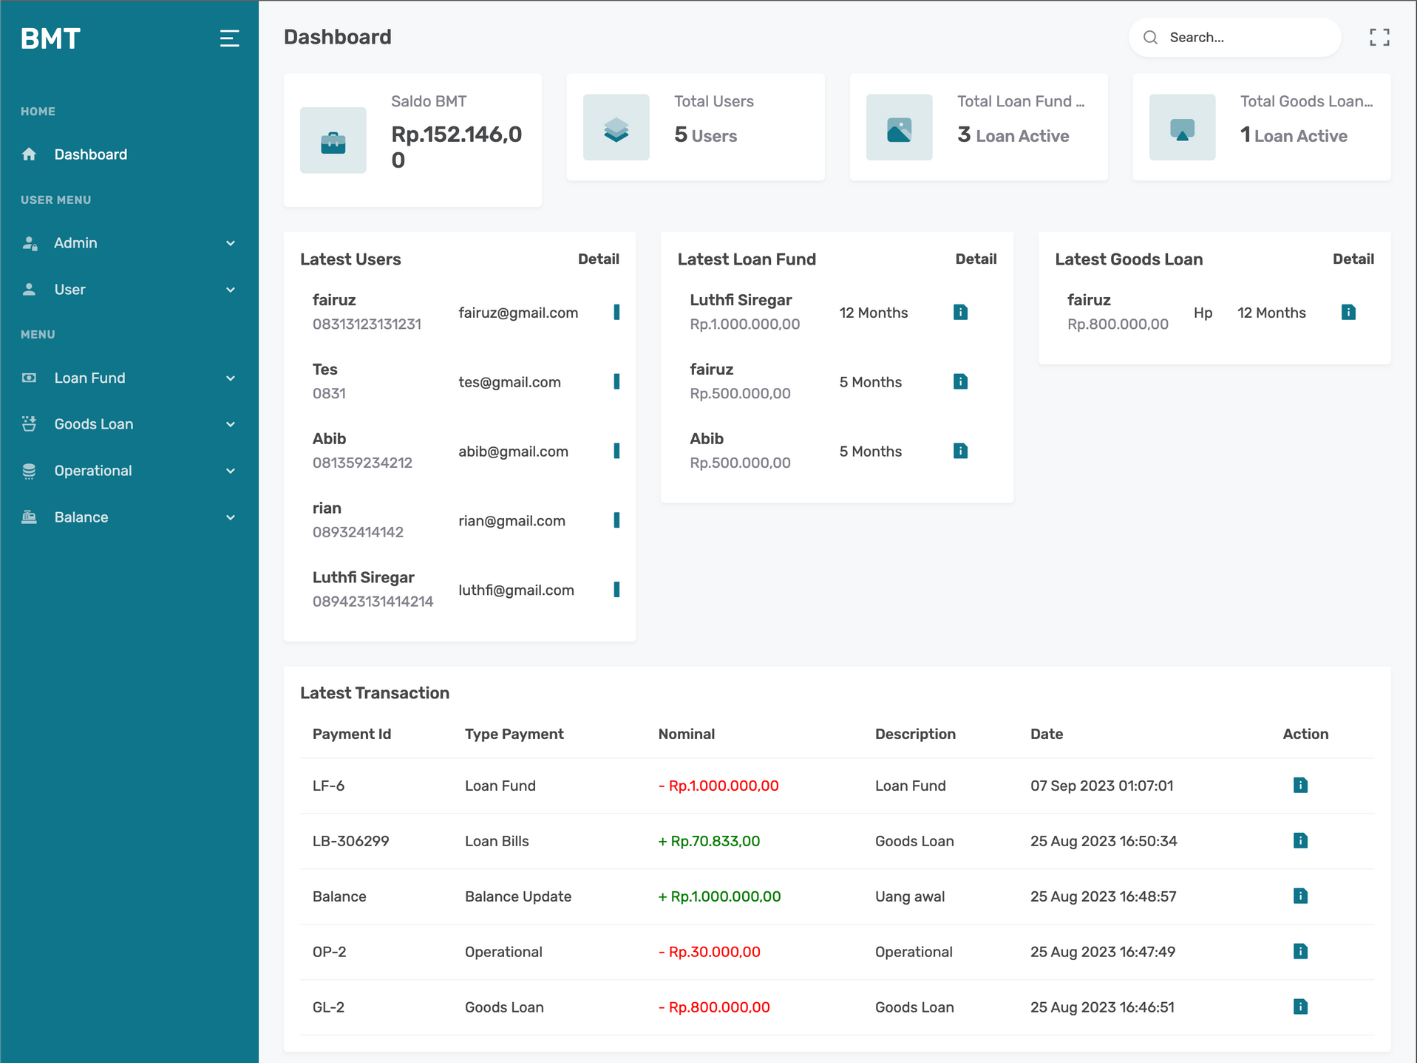 BMT
HOME
Dashboard
USER MENU
Admin
User
MENU
Loan Fund
Goods Loan
Operational
Balance
Dashboard
Search...
Saldo BMT
Rp.152.146,0
0
Total Users
5 Users
Total Loan Fund ...
3 Loan Active
Total Goods Loan...
1 Loan Active
Latest Users Detail
fairuz
08313123131231
fairuz@gmail.com
Tes
0831
tes@gmail.com
Abib
081359234212
abib@gmail.com
rian
08932414142
rian@gmail.com
Luthfi Siregar
089423131414214
luthfi@gmail.com
Latest Loan Fund Detail
Luthfi Siregar
Rp.1.000.000,00
12 Months
fairuz
Rp.500.000,00
5 Months
Abib
Rp.500.000,00
5 Months
Latest Goods Loan Detail
fairuz
Rp.800.000,00
Hp 12 Months
Latest Transaction
Payment Id Type Payment Nominal Description Date Action
LF-6 Loan Fund - Rp.1.000.000,00 Loan Fund 07 Sep 2023 01:07:01
LB-306299 Loan Bills + Rp.70.833,00 Goods Loan 25 Aug 2023 16:50:34
Balance Balance Update + Rp.1.000.000,00 Uang awal 25 Aug 2023 16:48:57
OP-2 Operational - Rp.30.000,00 Operational 25 Aug 2023 16:47:49
GL-2 Goods Loan - Rp.800.000,00 Goods Loan 25 Aug 2023 16:46:51